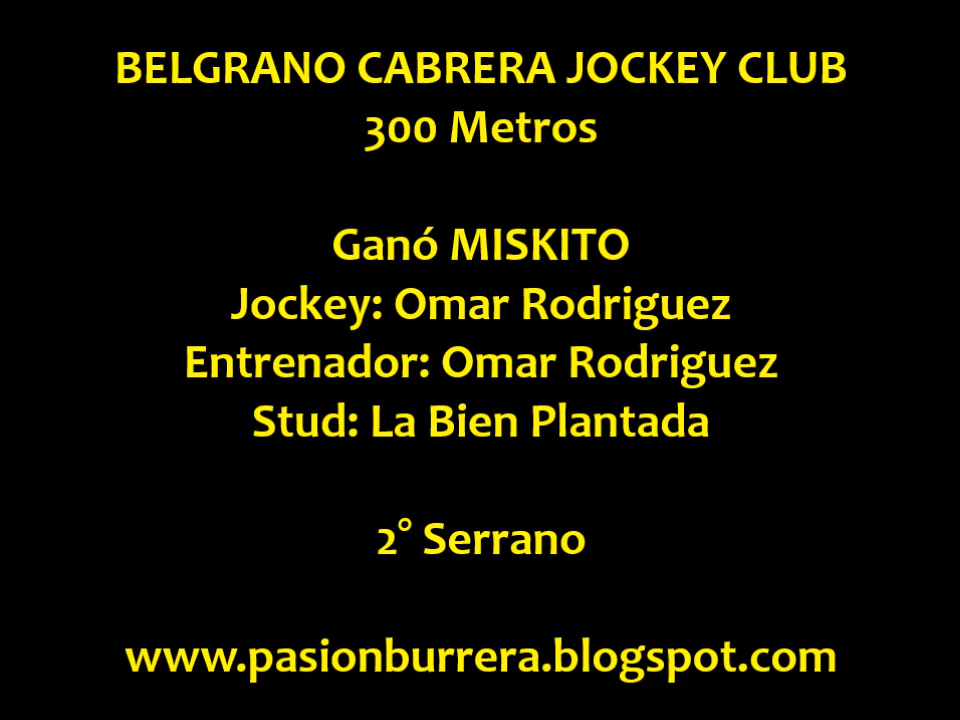 BELGRANO CABRERA JOCKEY CLUB
300 Metros
Ganó MISKITO
Jockey: Omar Rodriguez
Entrenador: Omar Rodriguez
Stud: La Bien Plantada
2° Serrano
www.pasionburrera.blogspot.com